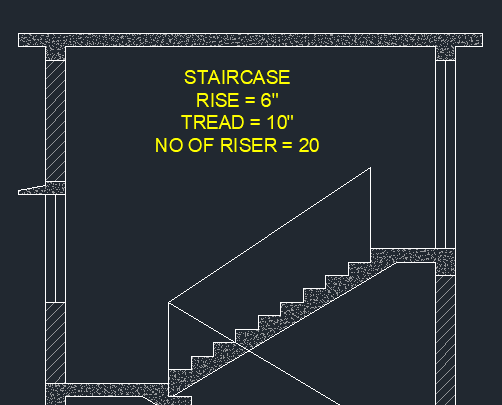 STAIRCASE
RISE = 6"
TREAD = 10"
NO OF RISER = 20